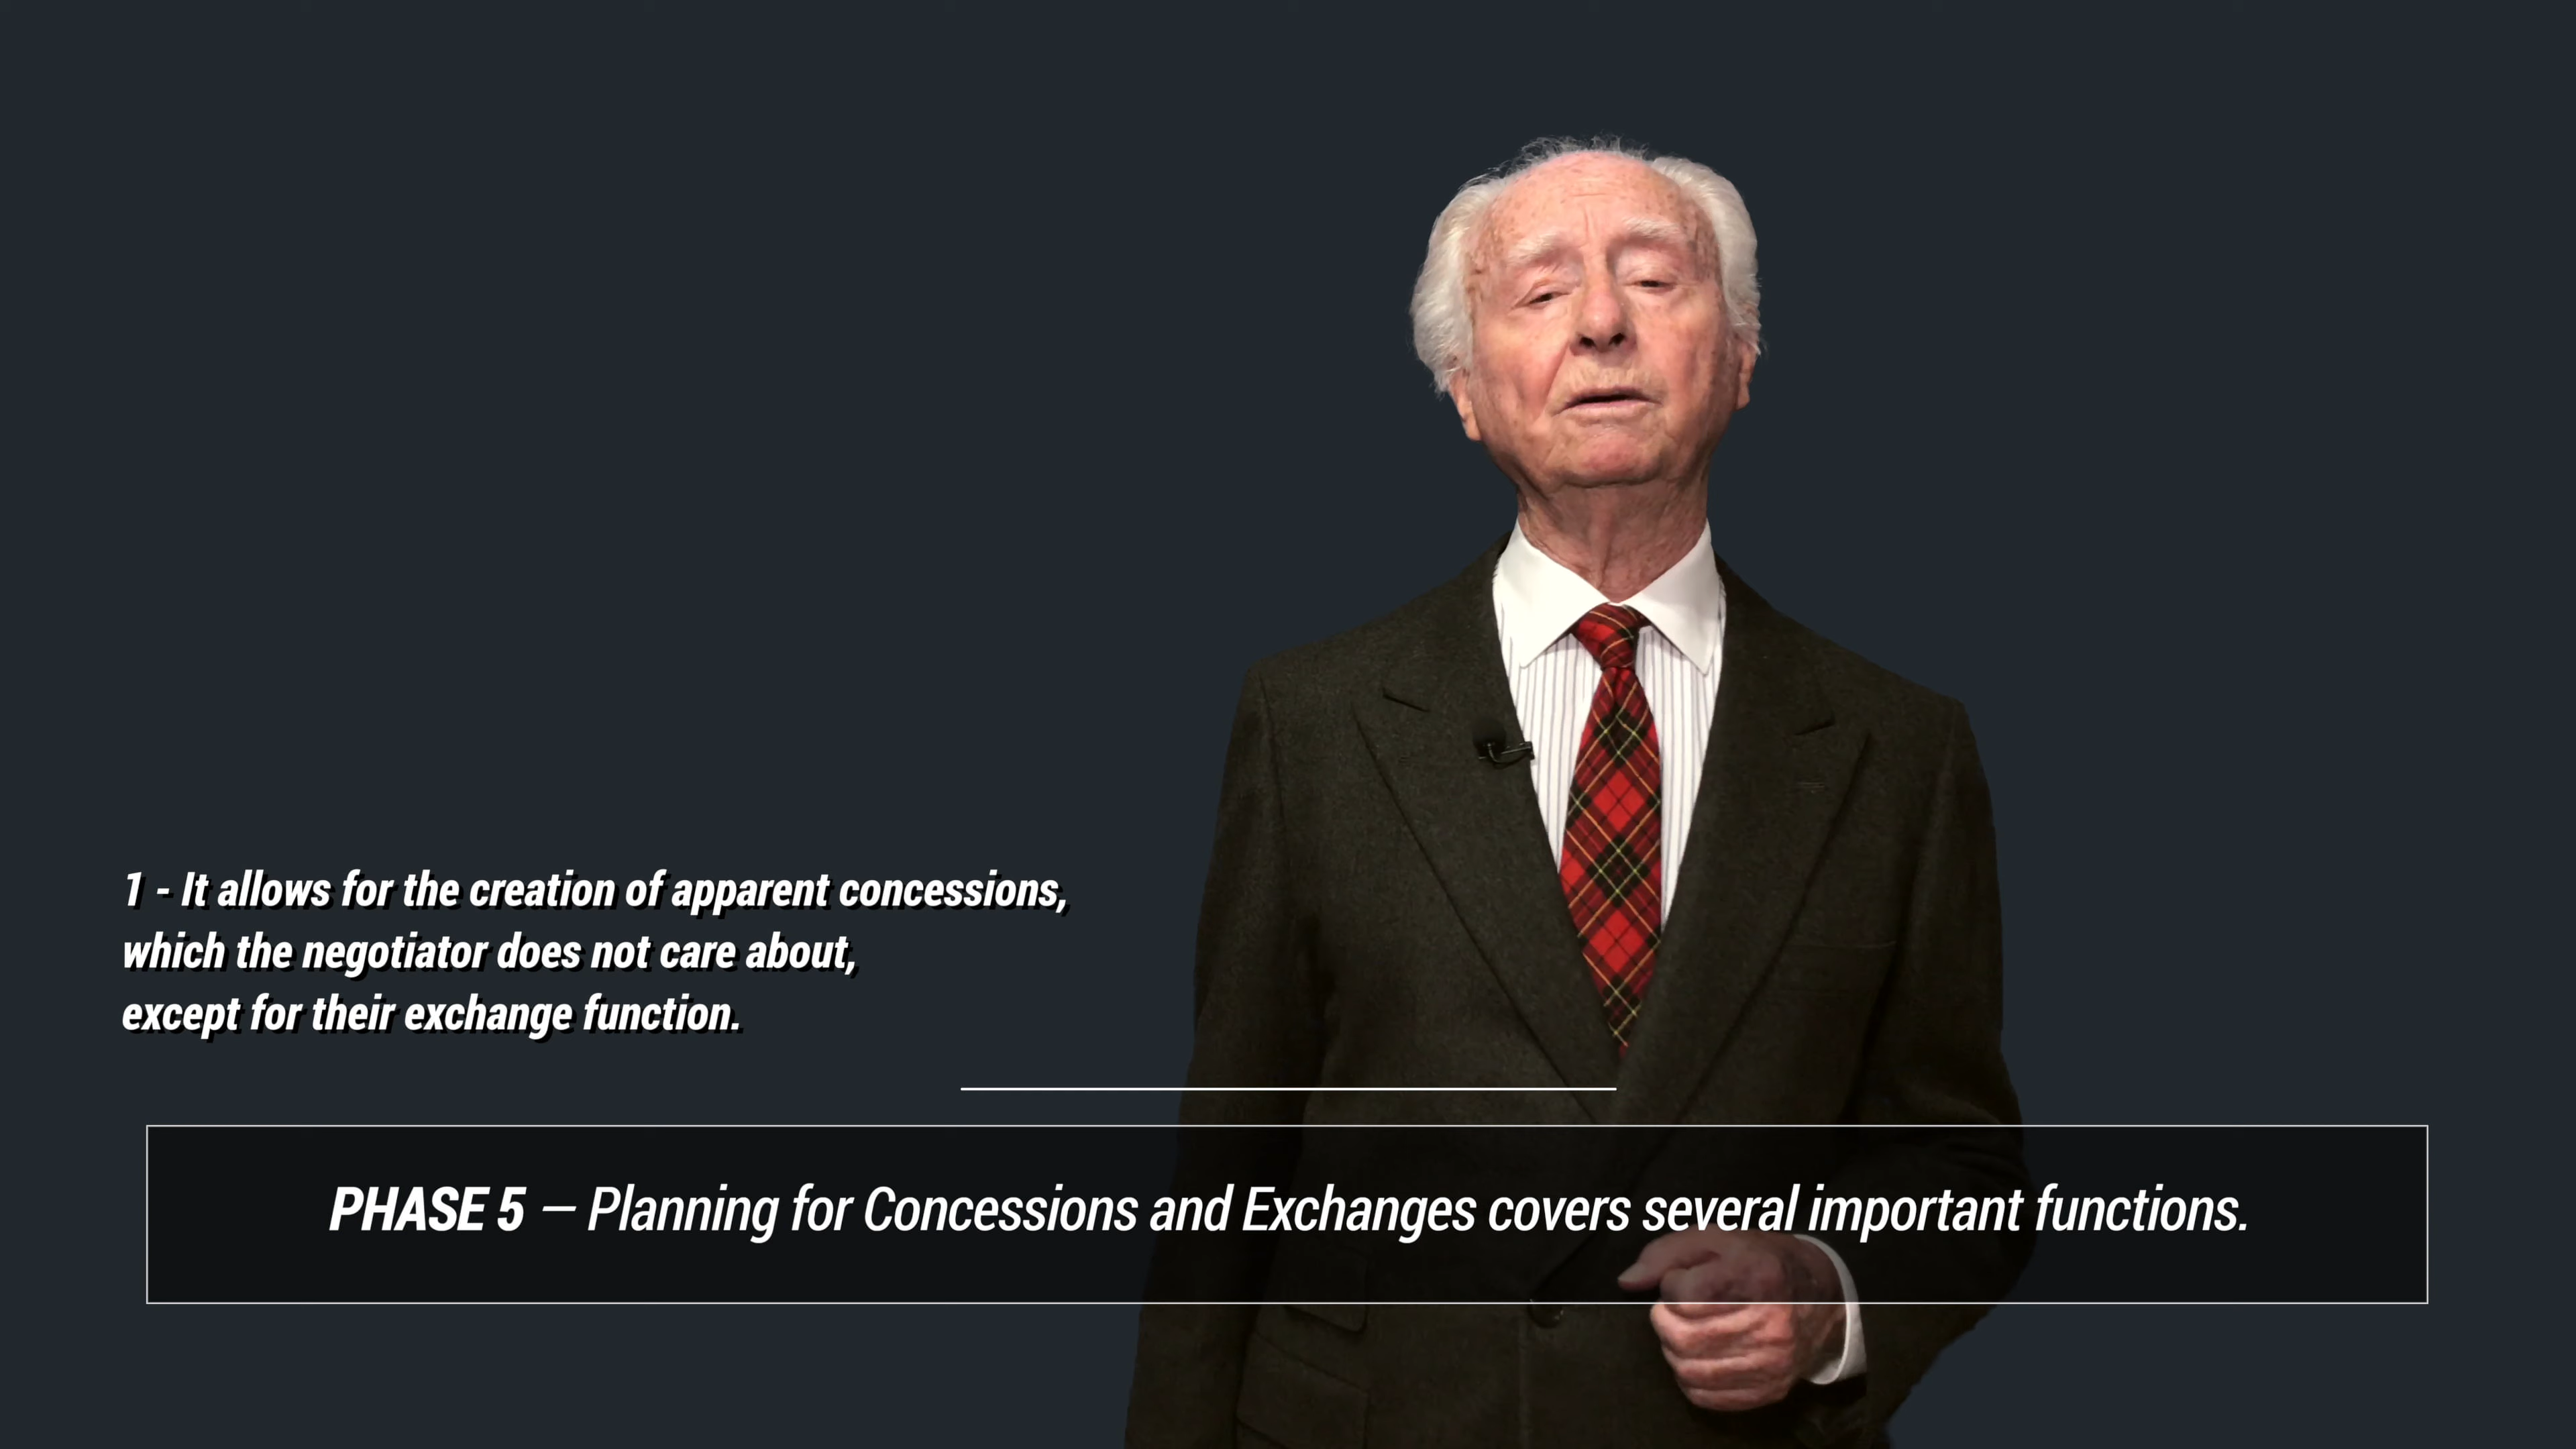 1 - It allows for the creation of apparent concessions,
which the negotiator does not care about,
except for their exchange function.
PHASE 5 — Planning for Concessions and Exchanges covers several important functions.